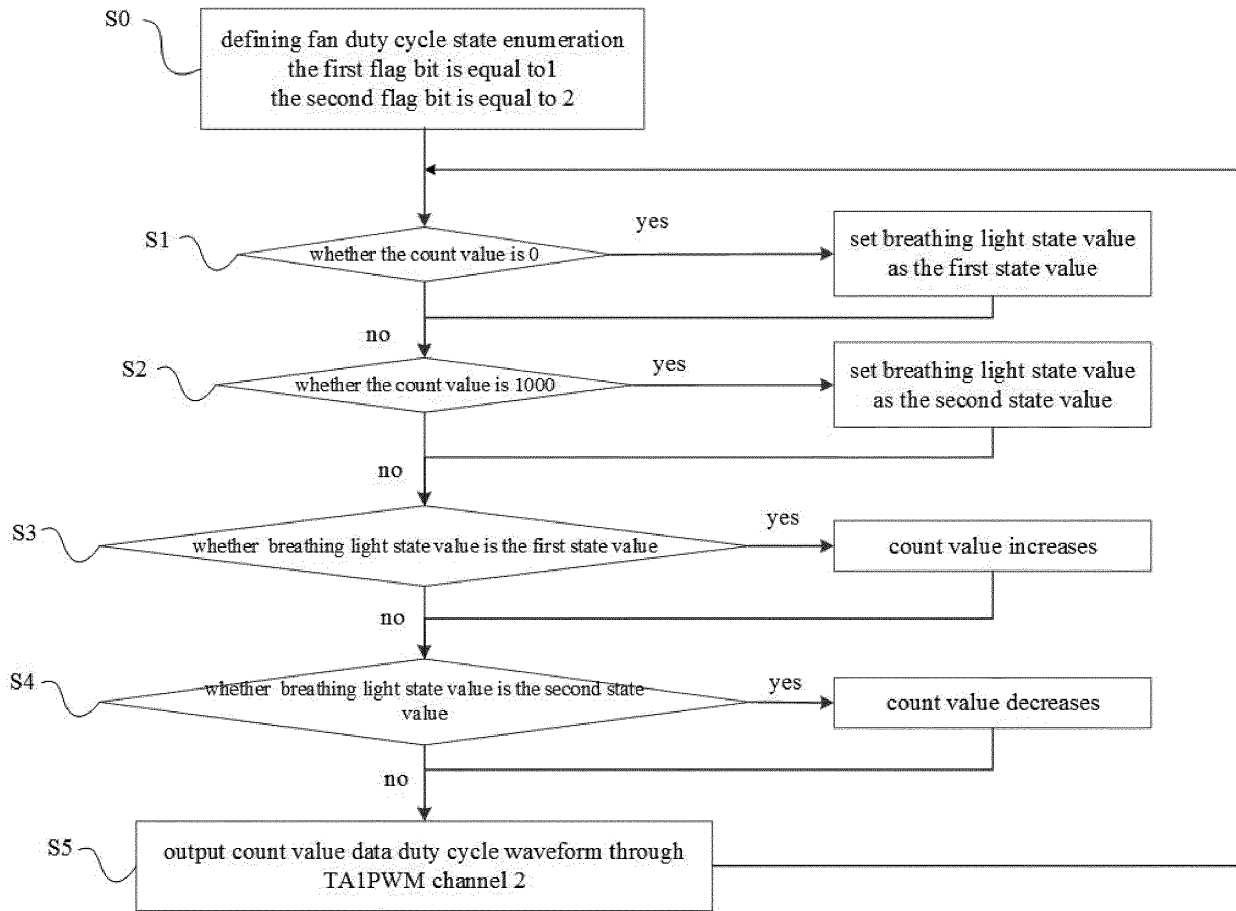 S0
defining fan duty cycle state enumeration
the first flag bit is equal to1
the second flag bit is equal to 2
S1
whether the count value is 0
yes
set breathing light state value
as the first state value
no
S2
whether the count value is 1000
yes
set breathing light state value
as the second state value
no
S3
whether breathing light state value is the first state value
yes
count value increases
no
S4
whether breathing light state value is the second state
value
yes
count value decreases
no
S5
output count value data duty cycle waveform through
TA1PWM channel 2